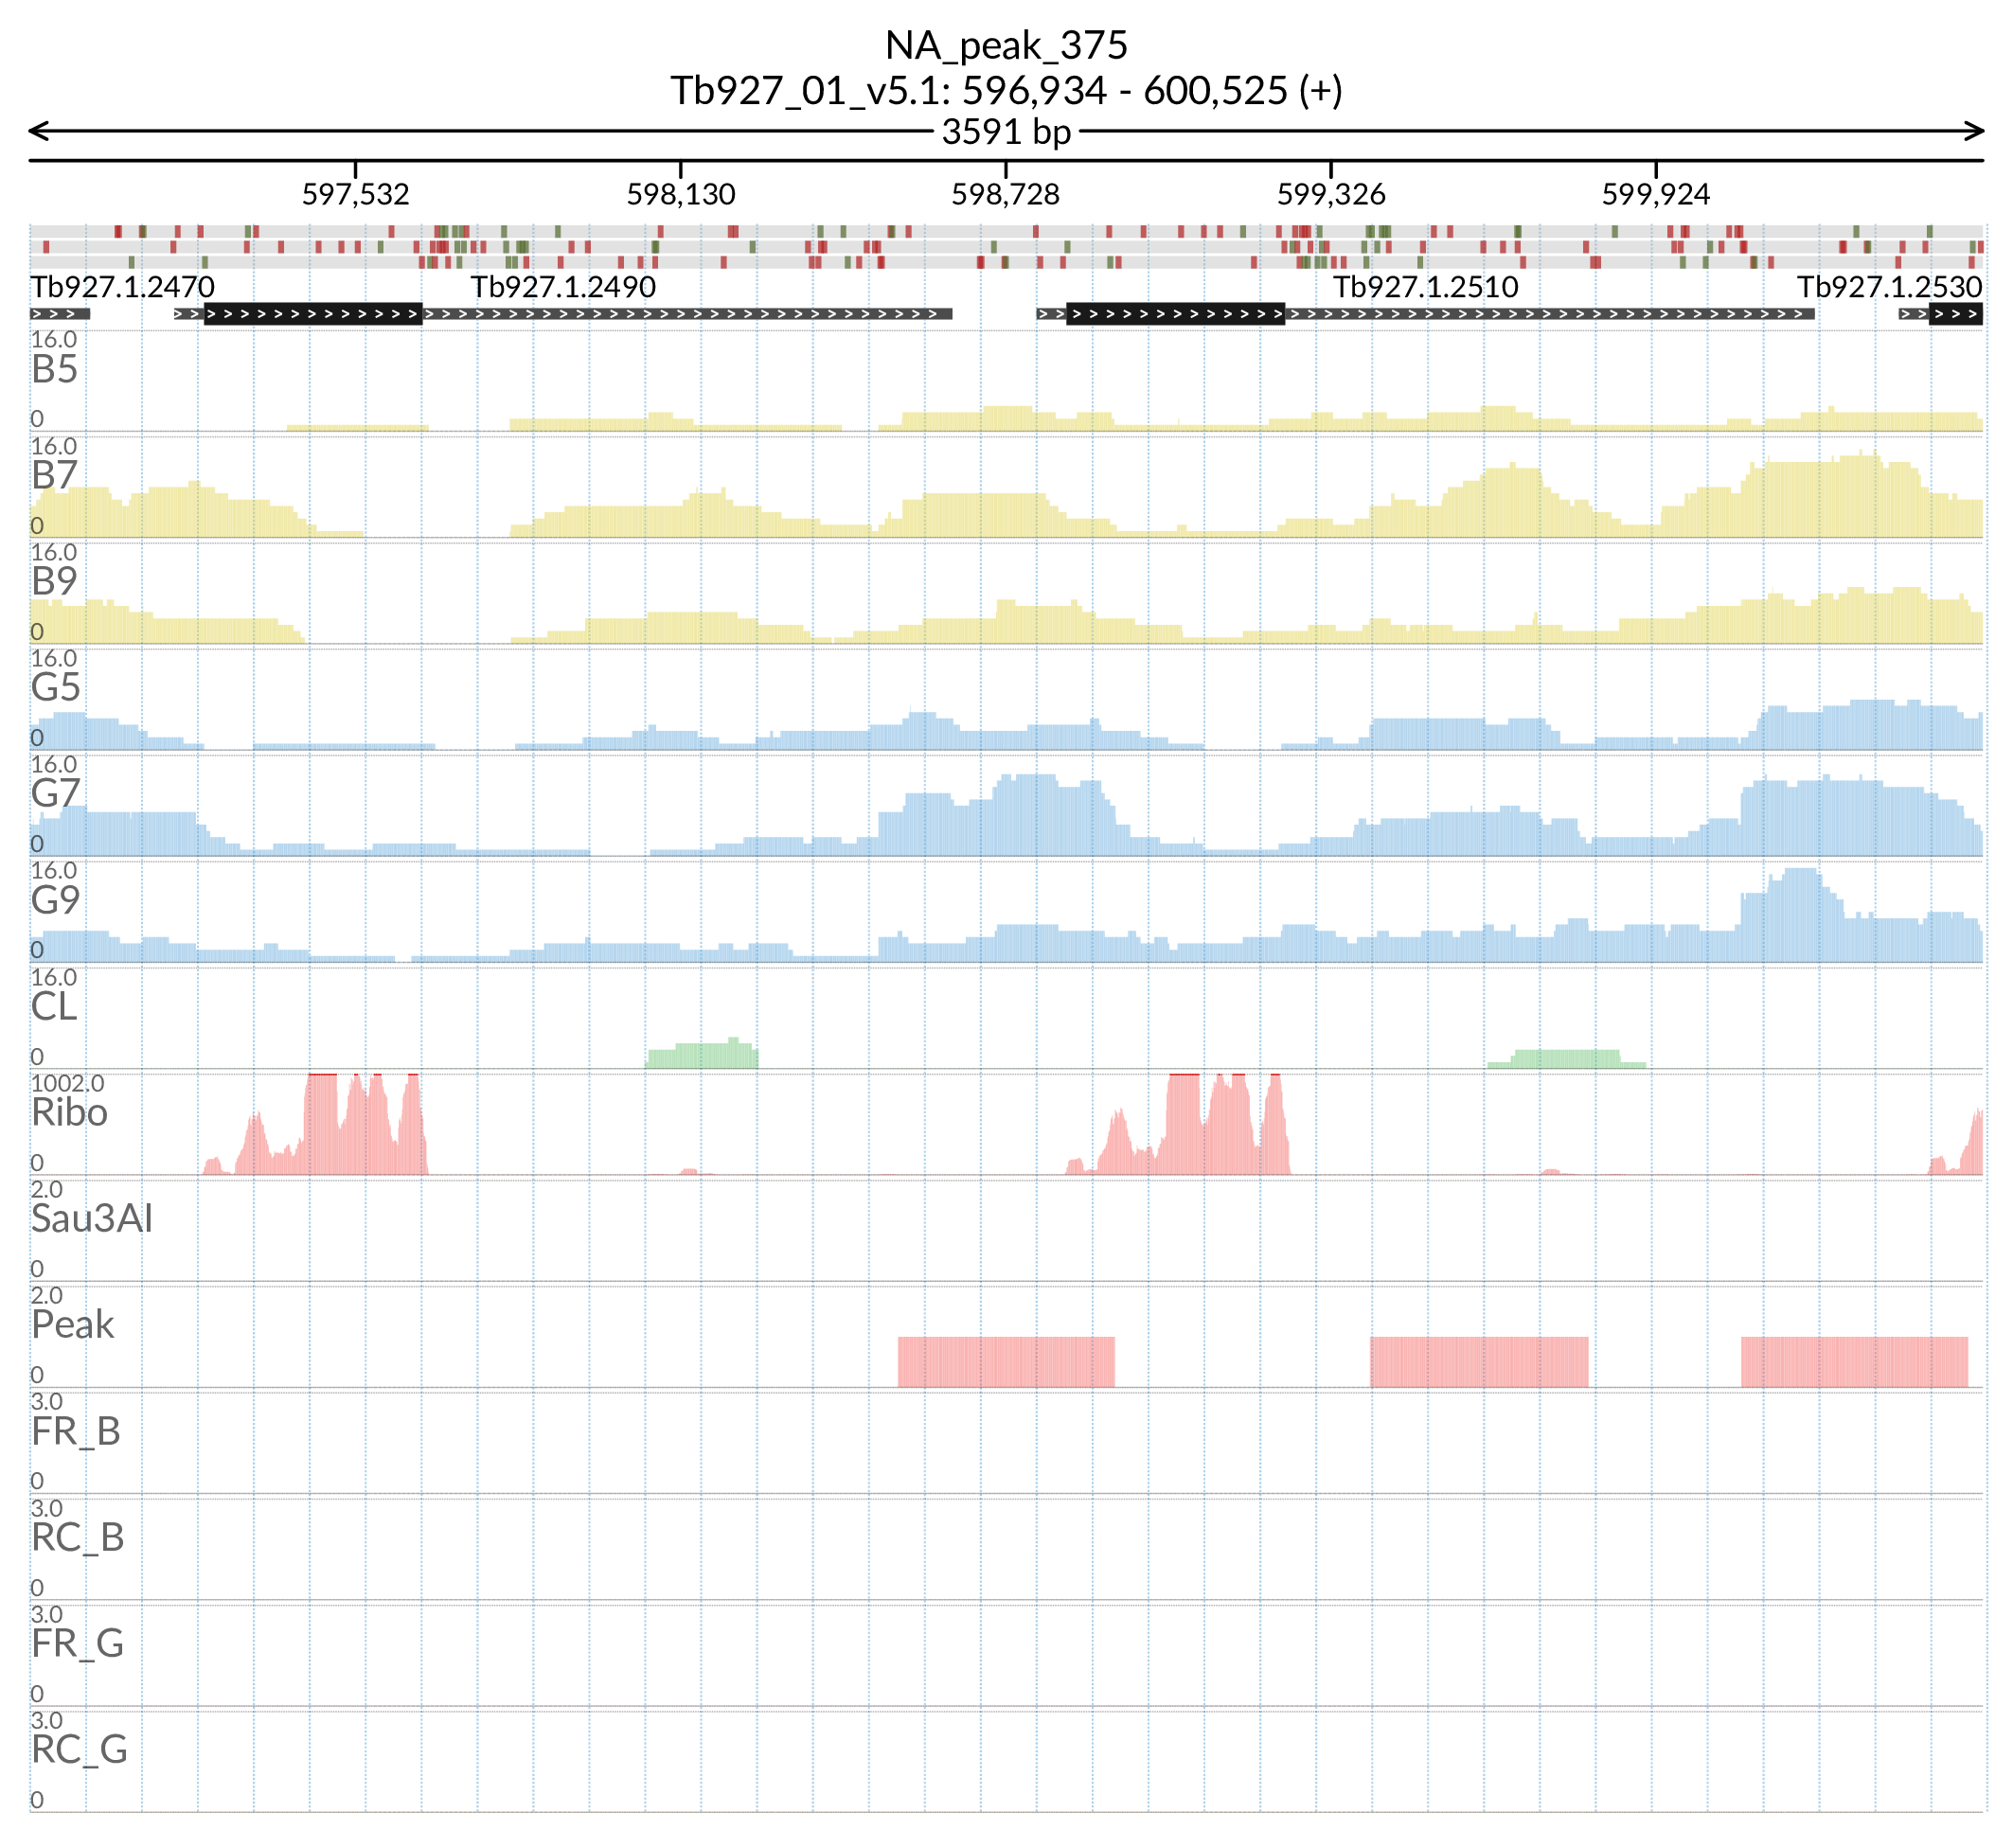 NA_peak_375
Tb927_01_v5.1: 596,934 - 600,525 (+)
3591 bp
597,532 598,130 598,728 599,326 599,924
Tb927.1.2470 Tb927.1.2490 Tb927.1.2510 Tb927.1.2530
16.0
B5
0
16.0
B7
0
16.0
B9
0
16.0
G5
0
16.0
G7
0
16.0
G9
0
16.0
CL
0
1002.0
Ribo
0
2.0
Sau3AI
0
2.0
Peak
0
3.0
FR_B
0
3.0
RC_B
0
3.0
FR_G
0
3.0
RC_G
0